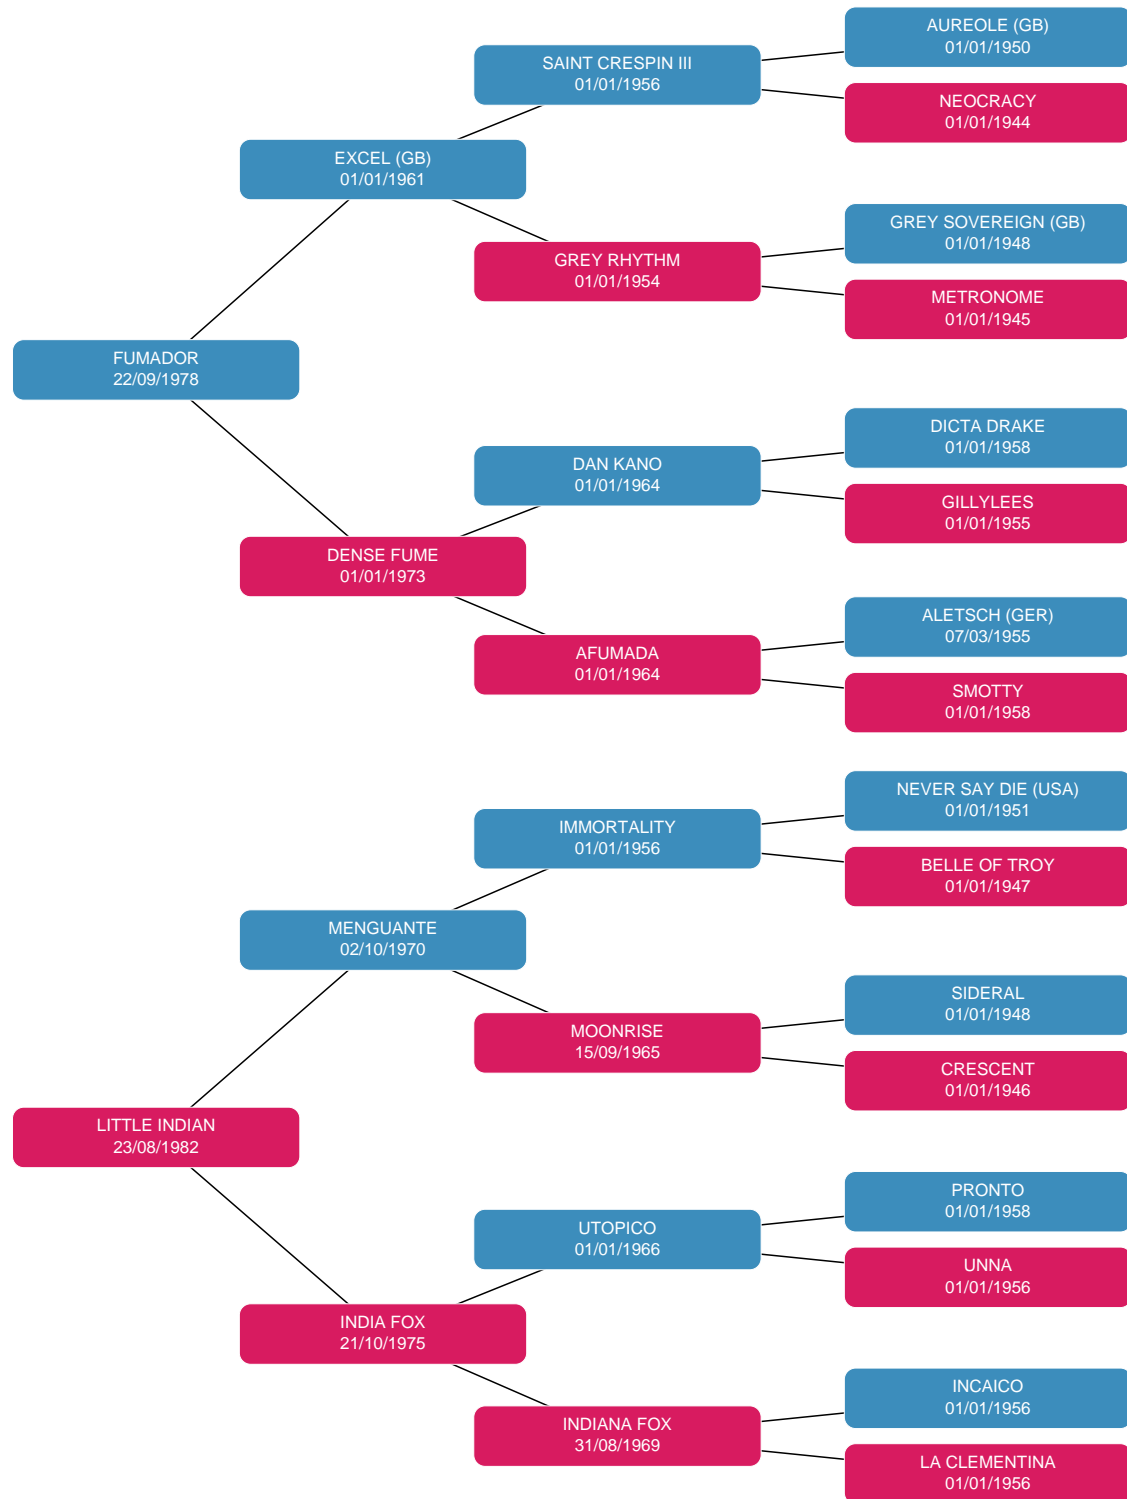 AUREOLE (GB)
01/01/1950
SAINT CRESPIN III
01/01/1956
NEOCRACY
01/01/1944
EXCEL (GB)
01/01/1961
GREY SOVEREIGN (GB)
01/01/1948
GREY RHYTHM
01/01/1954
METRONOME
01/01/1945
FUMADOR
22/09/1978
DICTA DRAKE
01/01/1958
DAN KANO
01/01/1964
GILLYLEES
01/01/1955
DENSE FUME
01/01/1973
ALETSCH (GER)
07/03/1955
AFUMADA
01/01/1964
SMOTTY
01/01/1958
NEVER SAY DIE (USA)
01/01/1951
IMMORTALITY
01/01/1956
BELLE OF TROY
01/01/1947
MENGUANTE
02/10/1970
SIDERAL
01/01/1948
MOONRISE
15/09/1965
CRESCENT
01/01/1946
LITTLE INDIAN
23/08/1982
PRONTO
01/01/1958
UTOPICO
01/01/1966
UNNA
01/01/1956
INDIA FOX
21/10/1975
INCAICO
01/01/1956
INDIANA FOX
31/08/1969
LA CLEMENTINA
01/01/1956